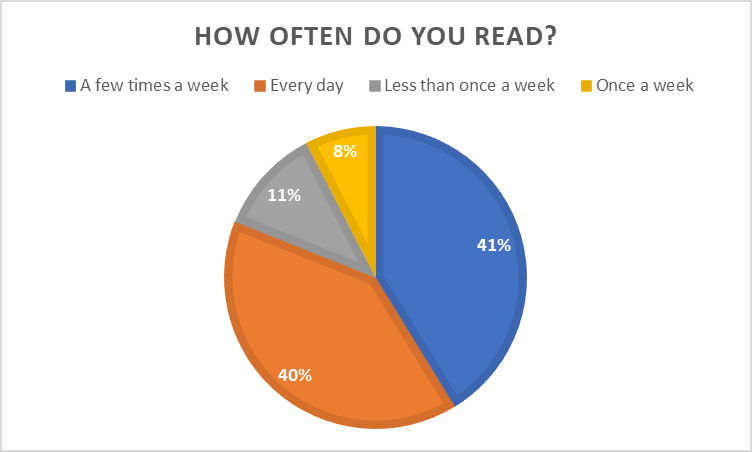 HOW OFTEN DO YOU READ?
A few times a week Every day Less than once a week Once a week
8%
11%
41%
40%